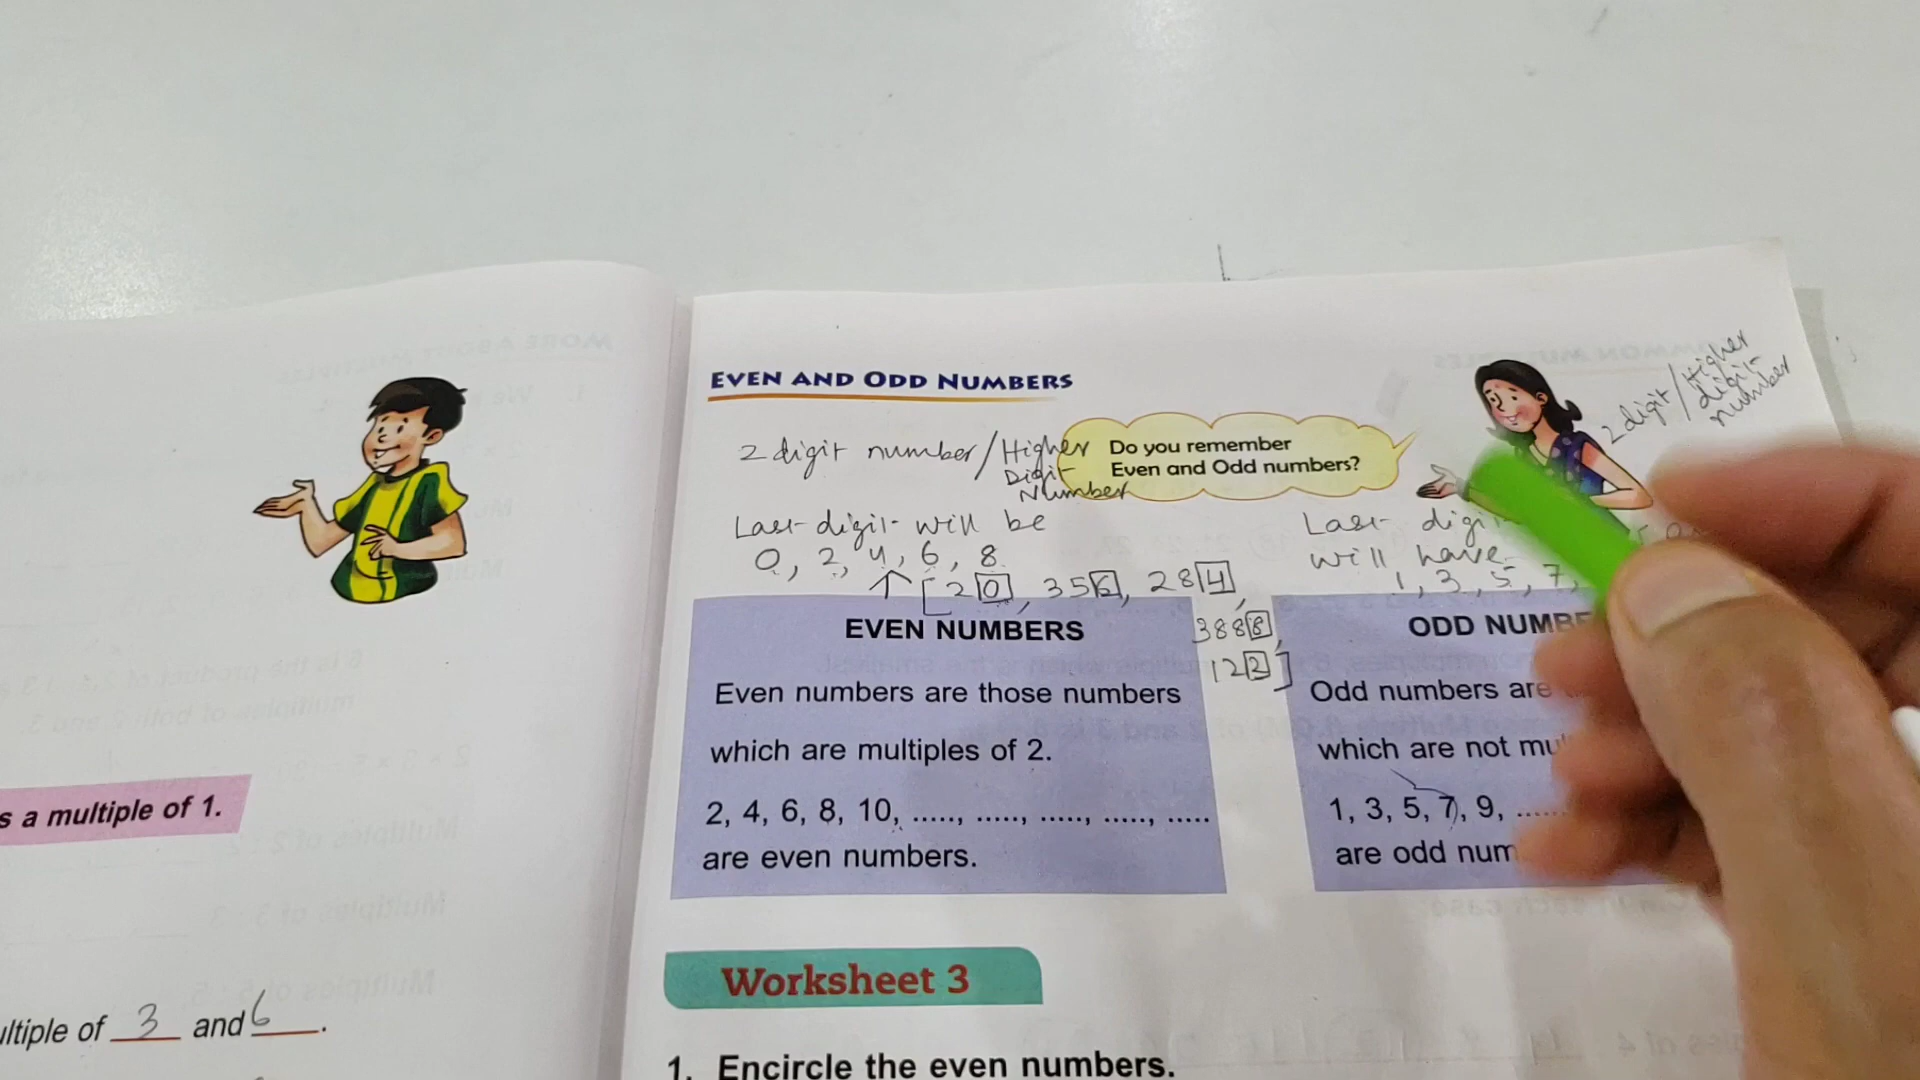 s a multiple of 1.
ultiple of 3 and 6.
EVEN AND ODD NUMBERS
2 digit number/Higher
Digit
Number
Do you remember
Even and Odd numbers?
2 digit/Higher
digit
number
Last digit will be
0, 2, 4, 6, 8
[20, 356, 284,
3888,
122]
Last digi
will have
1, 3, 5, 7,
EVEN NUMBERS
Even numbers are those numbers
which are multiples of 2.
2, 4, 6, 8, 10, ....., ....., ....., ....., .....
are even numbers.
ODD NUMBE
Odd numbers are
which are not mul
1, 3, 5, 7, 9, ......
are odd num
Worksheet 3
1. Encircle the even numbers.